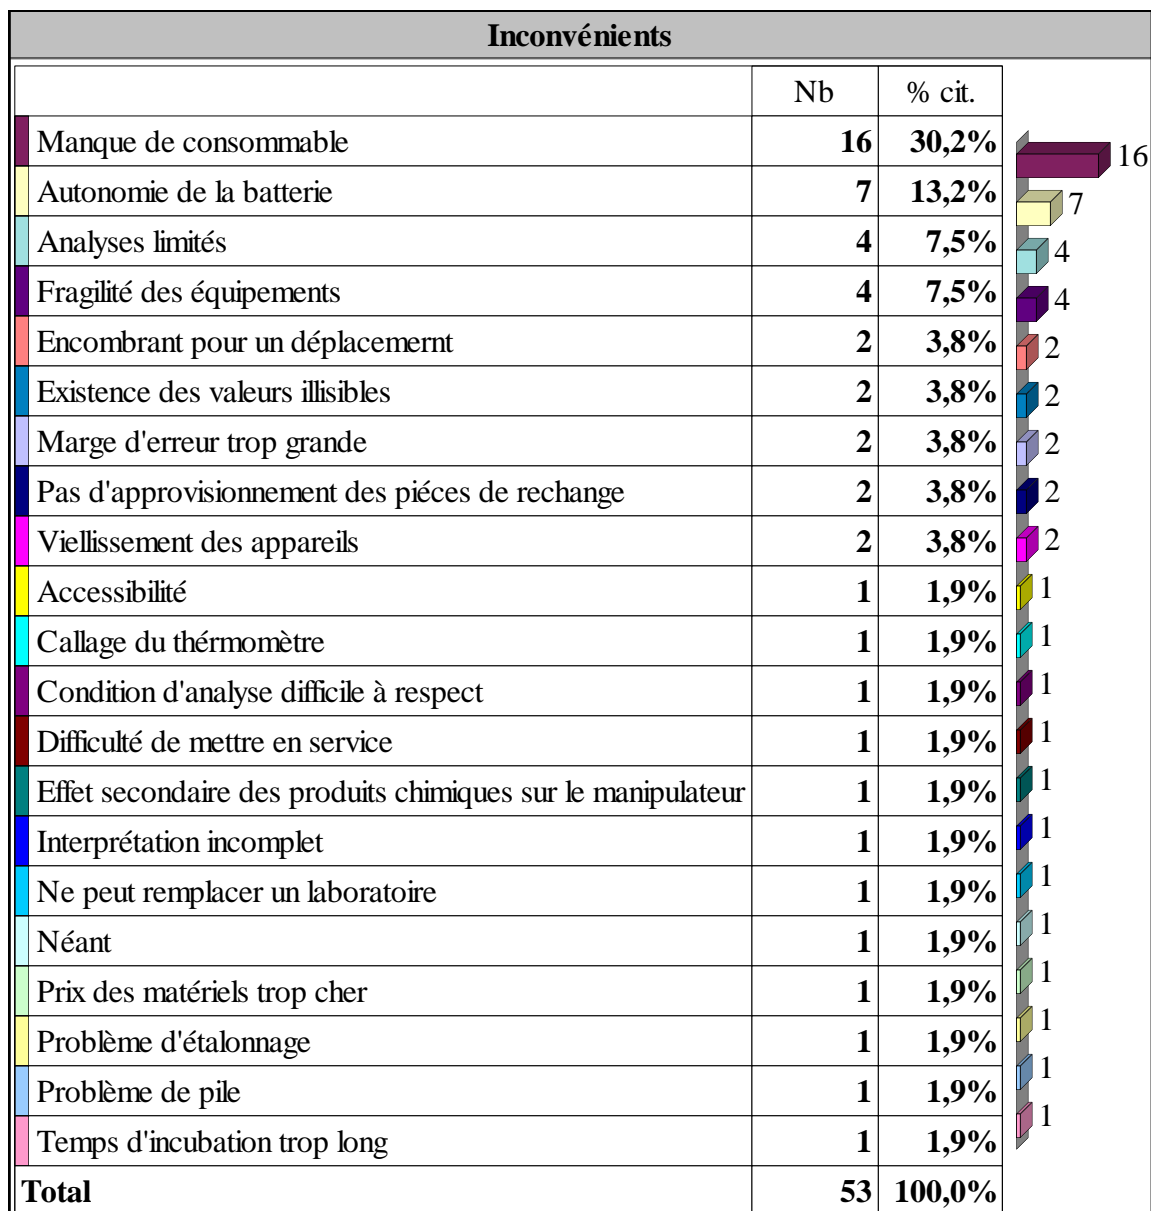 Inconvénients
Nb % cit.
Manque de consommable 16 30,2% 16
Autonomie de la batterie 7 13,2% 7
Analyses limités 4 7,5% 4
Fragilité des équipements 4 7,5% 4
Encombrant pour un déplacemernt 2 3,8% 2
Existence des valeurs illisibles 2 3,8% 2
Marge d'erreur trop grande 2 3,8% 2
Pas d'approvisionnement des piéces de rechange 2 3,8% 2
Viellissement des appareils 2 3,8% 2
Accessibilité 1 1,9% 1
Callage du thérmomètre 1 1,9% 1
Condition d'analyse difficile à respect 1 1,9% 1
Difficulté de mettre en service 1 1,9% 1
Effet secondaire des produits chimiques sur le manipulateur 1 1,9% 1
Interprétation incomplet 1 1,9% 1
Ne peut remplacer un laboratoire 1 1,9% 1
Néant 1 1,9% 1
Prix des matériels trop cher 1 1,9% 1
Problème d'étalonnage 1 1,9% 1
Problème de pile 1 1,9% 1
Temps d'incubation trop long 1 1,9% 1
Total 53 100,0%